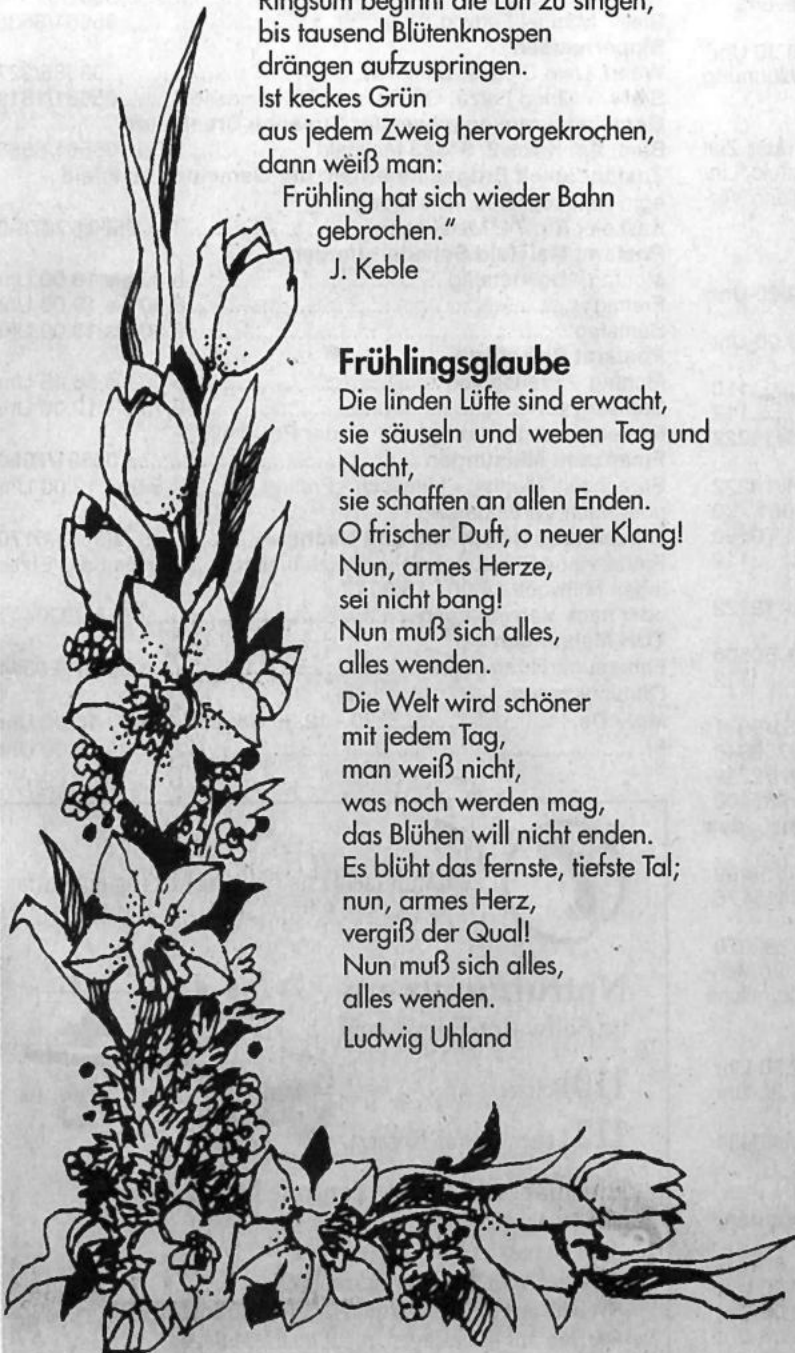 Ringsum beginnt die Luft zu singen,
bis tausend Blütenknospen
drängen aufzuspringen.
Ist keckes Grün
aus jedem Zweig hervorgekrochen,
dann weiß man:
Frühling hat sich wieder Bahn
gebrochen.“
J. Keble
Frühlingsglaube
Die linden Lüfte sind erwacht,
sie säuseln und weben Tag und
Nacht,
sie schaffen an allen Enden.
O frischer Duft, o neuer Klang!
Nun, armes Herze,
sei nicht bang!
Nun muß sich alles,
alles wenden.
Die Welt wird schöner
mit jedem Tag,
man weiß nicht,
was noch werden mag,
das Blühen will nicht enden.
Es blüht das fernste, tiefste Tal;
nun, armes Herz,
vergiß der Qual!
Nun muß sich alles,
alles wenden.
Ludwig Uhland